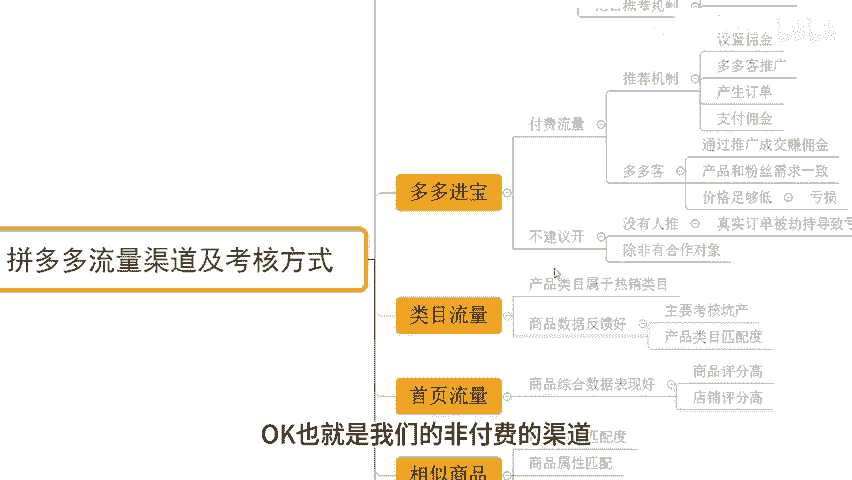 设置佣金
推荐机制
多多客推广
产生订单
付费流量
支付佣金
通过推广成交赚佣金
多多客
产品和粉丝需求一致
多多进宝
价格足够低
亏损
没有人推
真实订单被劫持导致亏
不建议开
除非有合作对象
拼多多流量渠道及考核方式
产品类目属于热销类目
类目流量
主要考核坑产
商品数据反馈好
产品类目匹配度
商品评分高
首页流量
商品综合数据表现好
店铺评分高
OK也就是我们的非付费的渠道
匹配度
商品属性匹配
相似商品